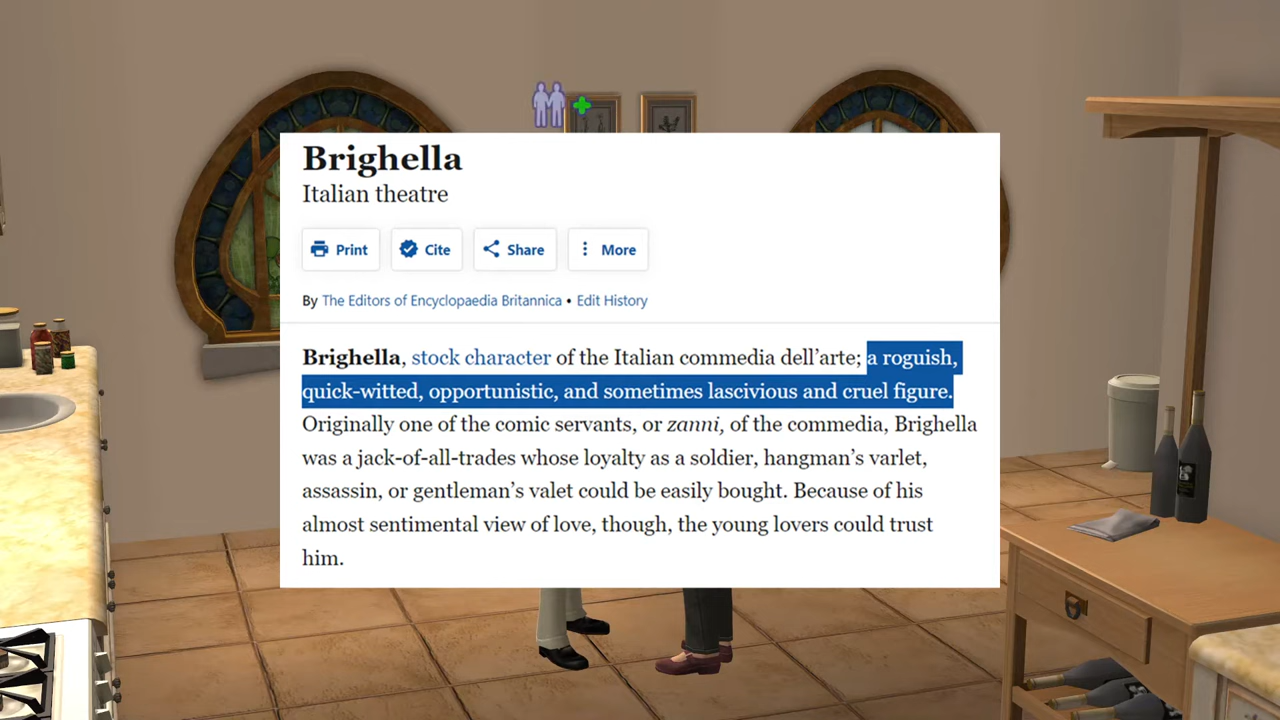 Brighella
Italian theatre
Print Cite Share More
By The Editors of Encyclopaedia Britannica • Edit History
Brighella, stock character of the Italian commedia dell’arte; a roguish,
quick-witted, opportunistic, and sometimes lascivious and cruel figure.
Originally one of the comic servants, or zanni, of the commedia, Brighella
was a jack-of-all-trades whose loyalty as a soldier, hangman’s varlet,
assassin, or gentleman’s valet could be easily bought. Because of his
almost sentimental view of love, though, the young lovers could trust
him.